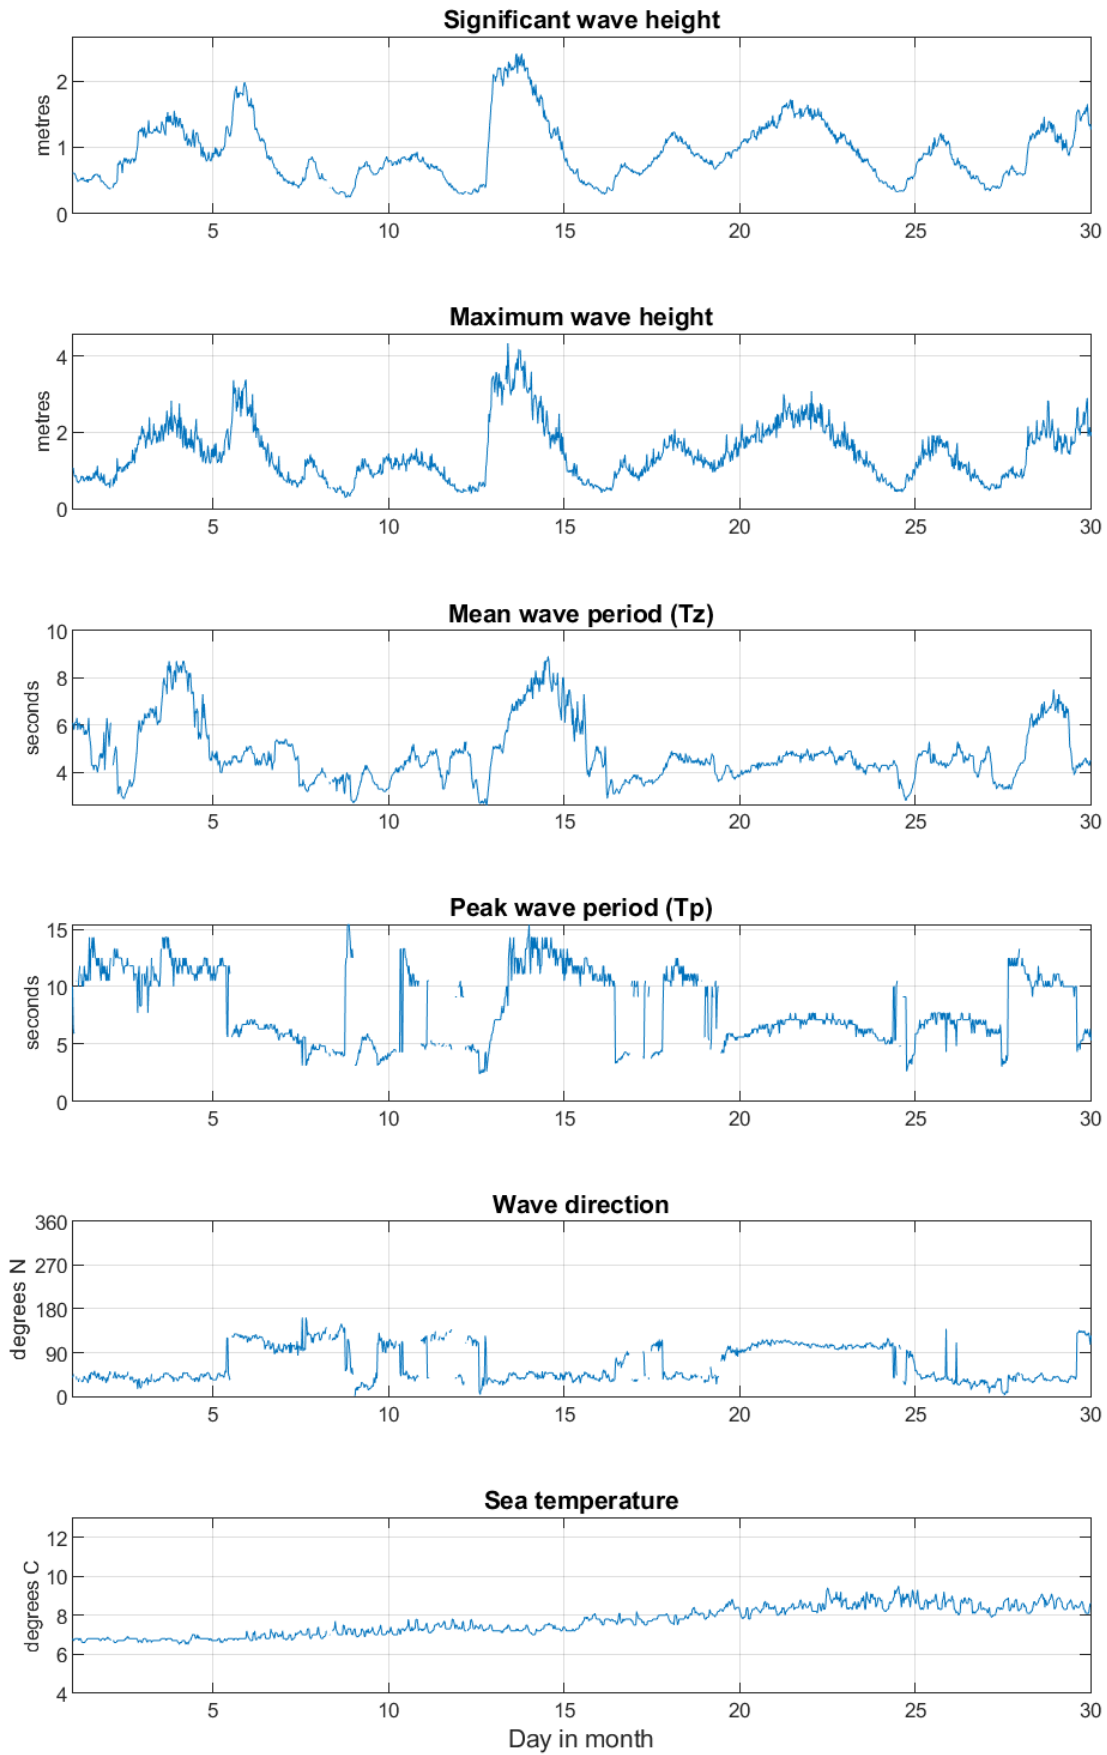 Significant wave height
metres
2
1
0
5 10 15 20 25 30
Maximum wave height
metres
4
2
0
5 10 15 20 25 30
Mean wave period (Tz)
seconds
10
8
6
4
5 10 15 20 25 30
Peak wave period (Tp)
seconds
15
10
5
0
5 10 15 20 25 30
Wave direction
degrees N
360
270
180
90
0
5 10 15 20 25 30
Sea temperature
degrees C
12
10
8
6
4
5 10 15 20 25 30
Day in month